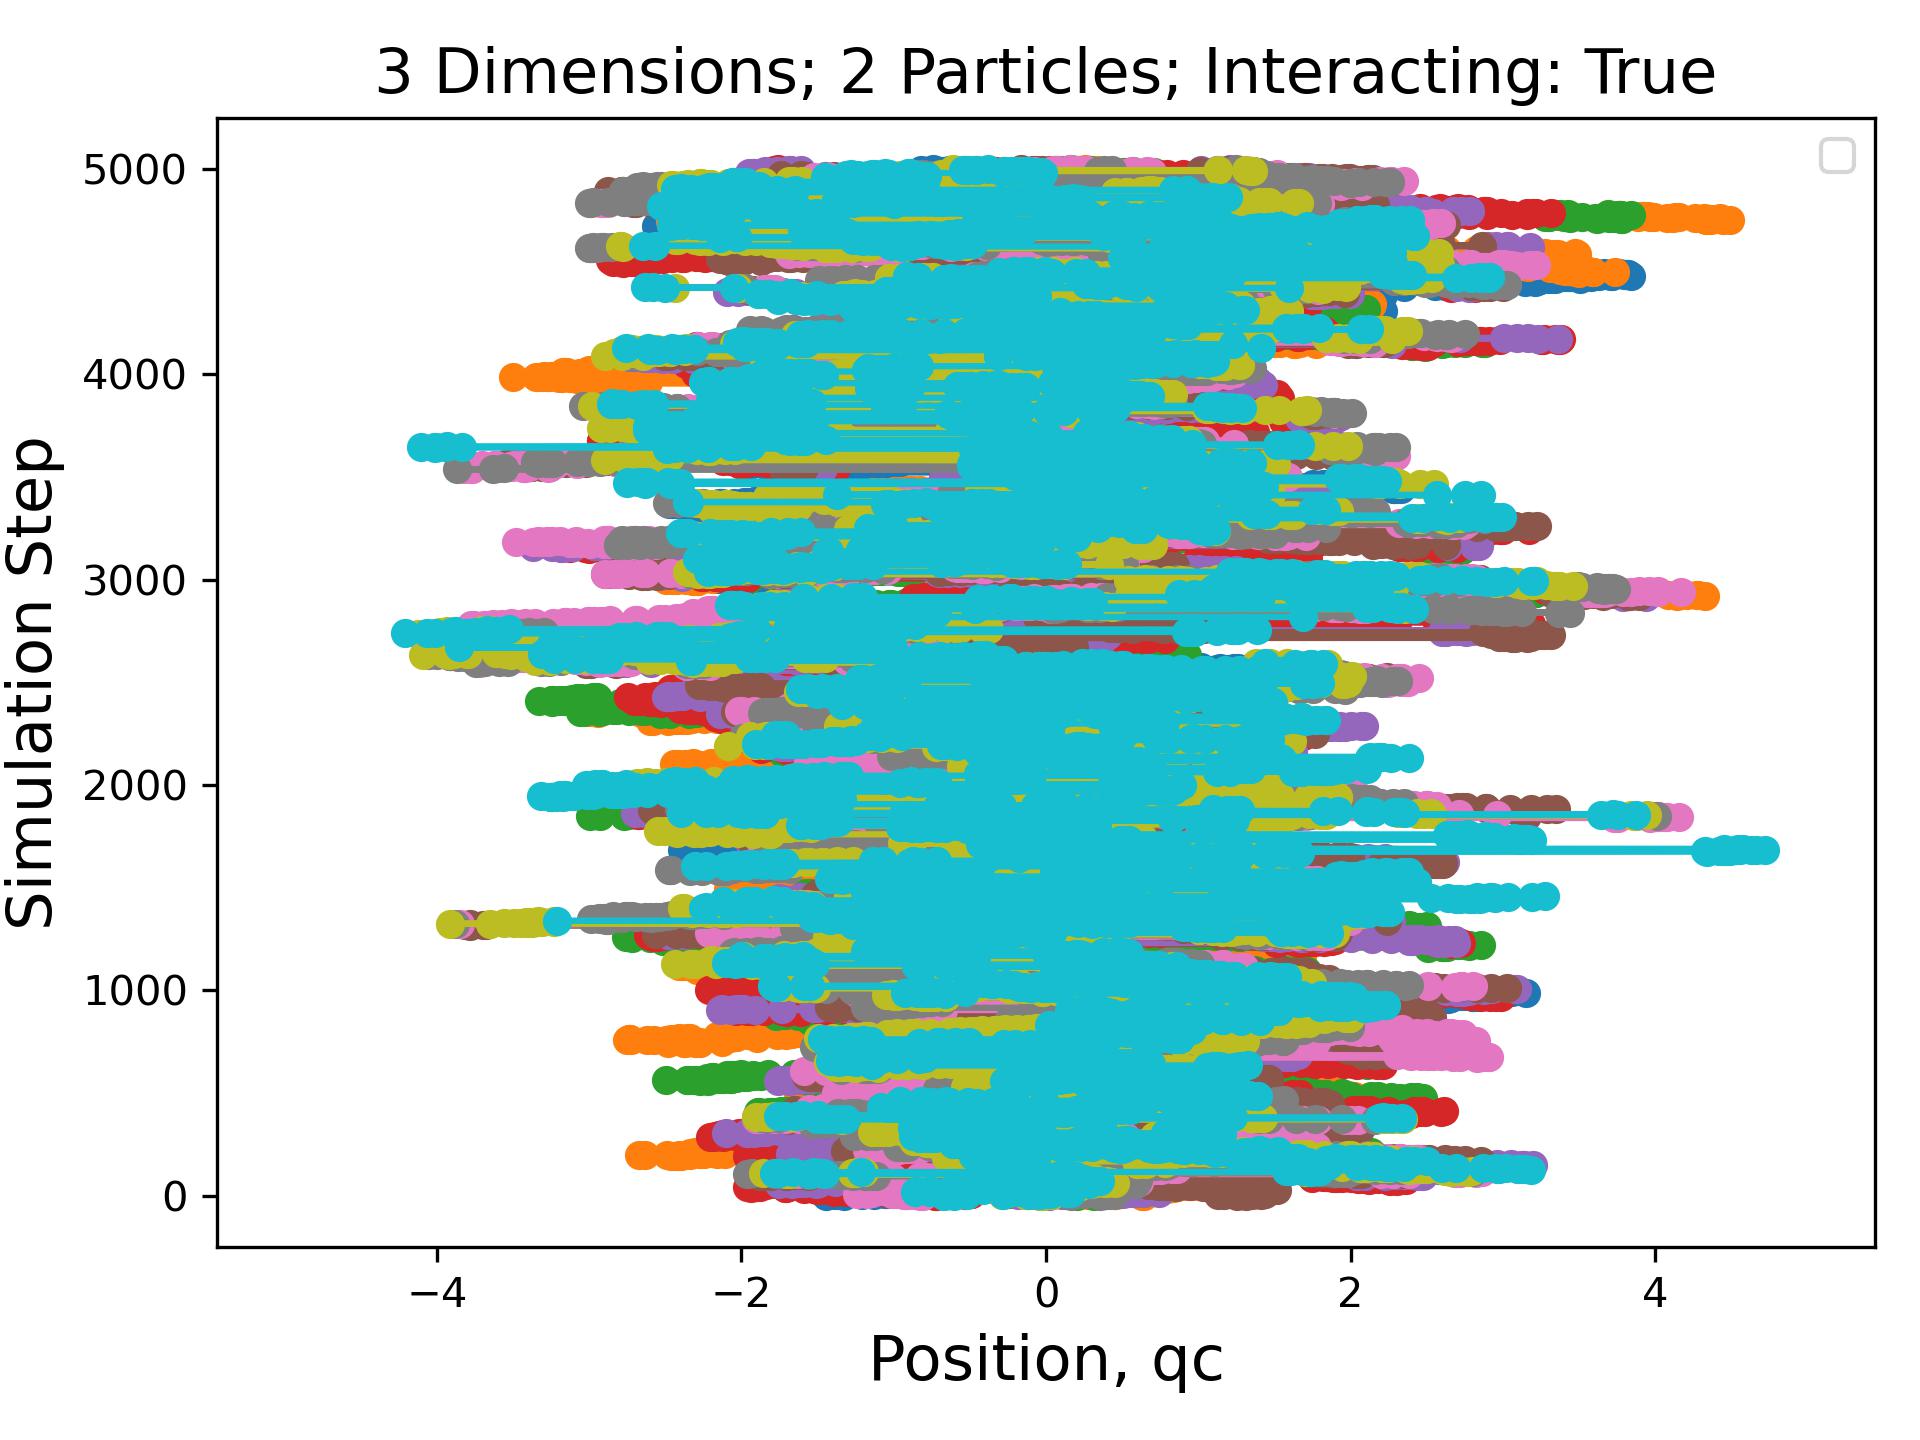 3 Dimensions; 2 Particles; Interacting: True
5000
4000
3000
2000
1000
0
Simulation Step
−4 −2 0 2 4
Position, qc